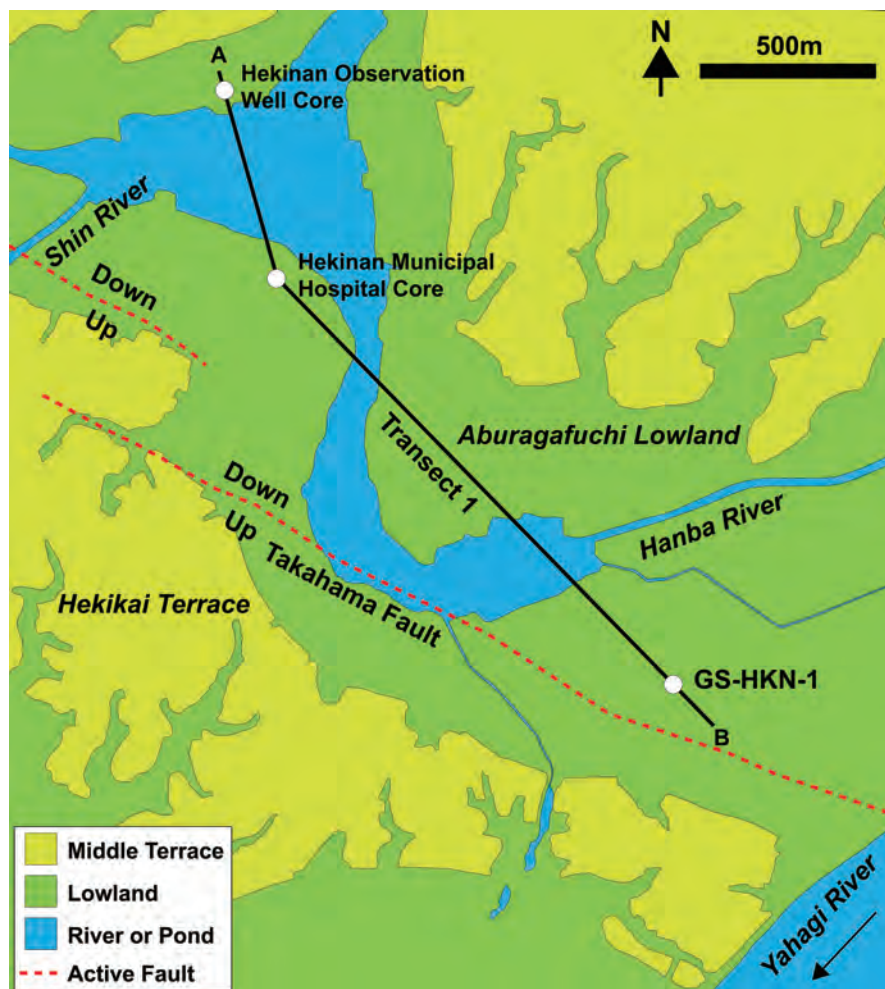 A
Hekinan Observation
Well Core
N
500m
Shin River
Hekinan Municipal
Hospital Core
Down
Up
Transect 1
Aburagafuchi Lowland
Down
Up
Takahama Fault
Hanba River
Hekikai Terrace
GS-HKN-1
B
Middle Terrace
Lowland
River or Pond
Active Fault
Yahagi River